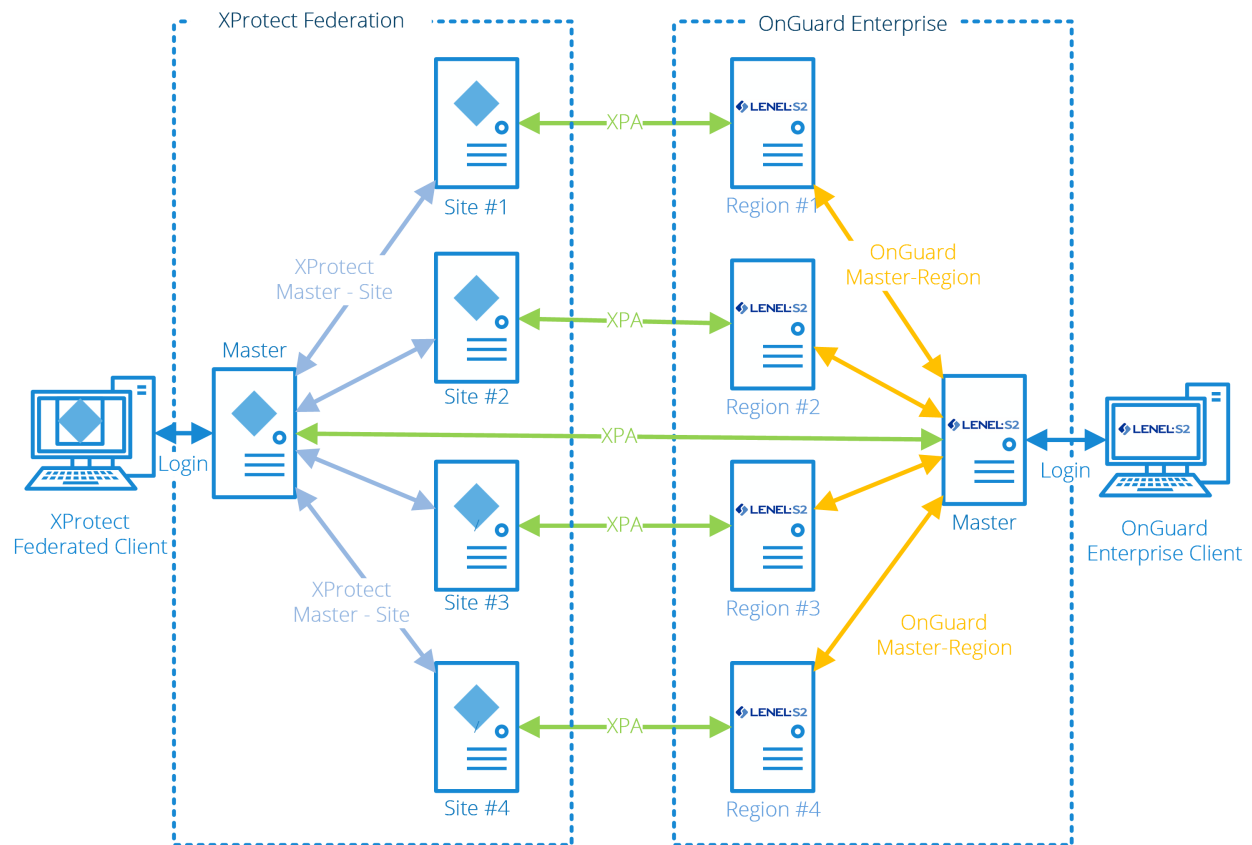 XProtect Federation
OnGuard Enterprise
LENEL:S2
XPA
Site #1
Region #1
XProtect
Master - Site
OnGuard
Master-Region
LENEL:S2
XPA
Master
Site #2
Region #2
LENEL:S2
LENEL:S2
XPA
Login
Login
XProtect
Federated Client
Master
OnGuard
Enterprise Client
LENEL:S2
XPA
Site #3
Region #3
XProtect
Master - Site
OnGuard
Master-Region
LENEL:S2
XPA
Site #4
Region #4